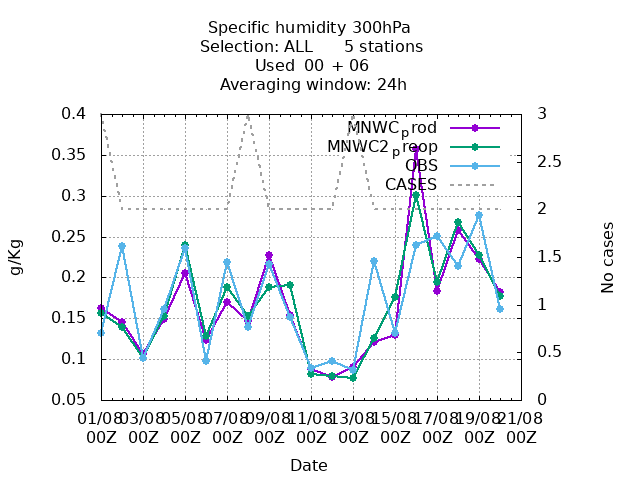 Specific humidity 300hPa
Selection: ALL 5 stations
Used 00 + 06
Averaging window: 24h
0.4
0.35
0.3
0.25
0.2
0.15
0.1
0.05
g/Kg
MNWC_prod
MNWC2_preop
OBS
CASES
3
2.5
2
1.5
1
0.5
0
No cases
01/08 03/08 05/08 07/08 09/08 11/08 13/08 15/08 17/08 19/08 21/08
00Z 00Z 00Z 00Z 00Z 00Z 00Z 00Z 00Z 00Z 00Z
Date